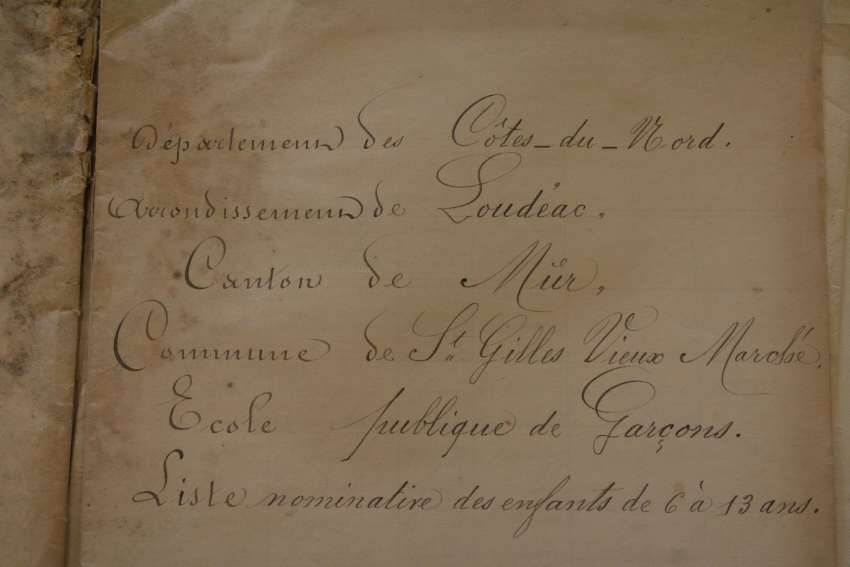 Département des Côtes-du-Nord.
Arrondissement de Loudéac.
Canton de Mûr.
Commune de St Gilles Vieux Marché.
Ecole publique de Garçons.
Liste nominative des enfants de 6 à 13 ans.